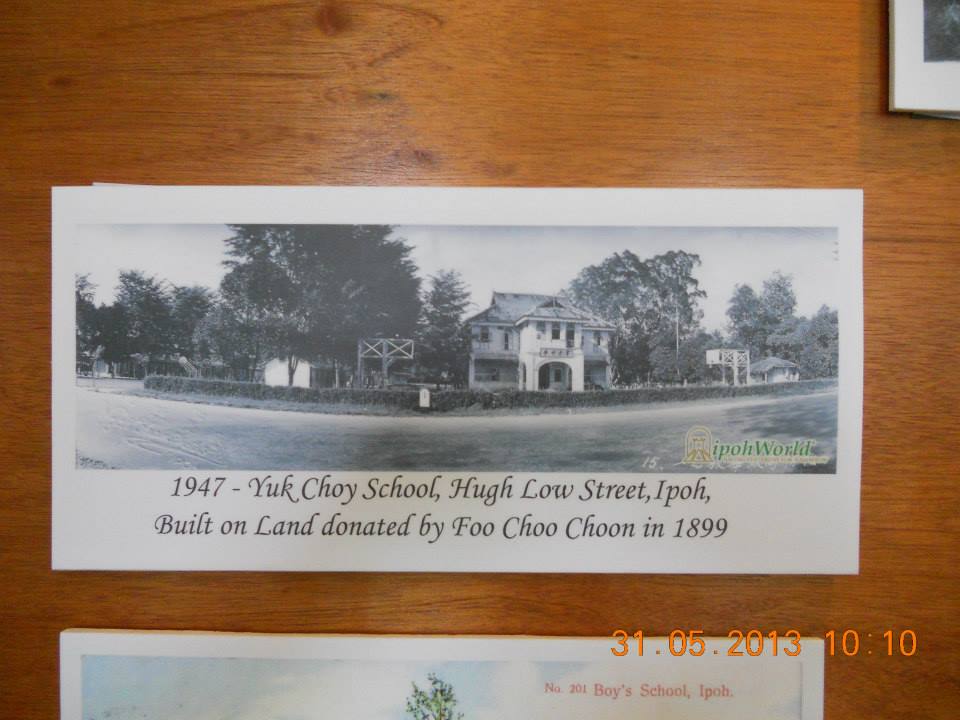 ipohWorld
15.
1947 - Yuk Choy School, Hugh Low Street,Ipoh,
Built on Land donated by Foo Choo Choon in 1899
31.05.2013 10:10
No. 201 Boy's School, Ipoh.